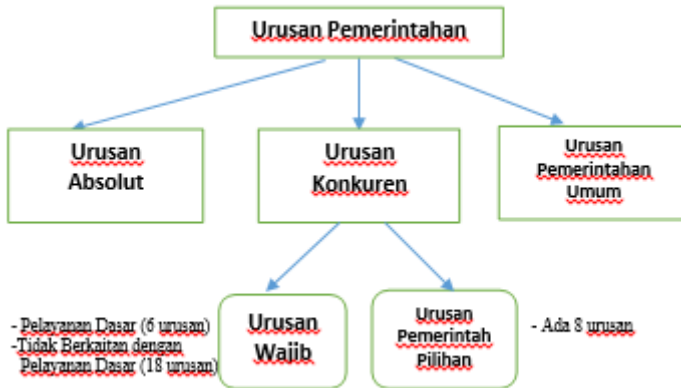 Urusan Pemerintahan
Urusan
Absolut
Urusan
Konkuren
Urusan
Pemerintahan
Umum
- Pelayanan Dasar (6 urusan)
-Tidak Berkaitan dengan
Pelayanan Dasar (18 urusan)
Urusan
Wajib
Urusan
Pemerintah
Pilihan
- Ada 8 urusan